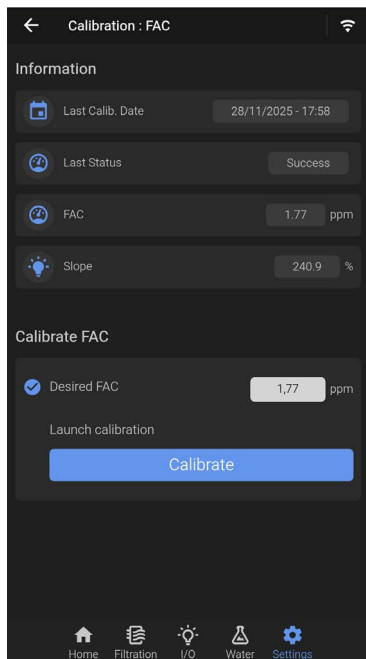 Calibration : FAC
Information
Last Calib. Date 28/11/2025 - 17:58
Last Status Success
FAC 1.77 ppm
Slope 240.9 %
Calibrate FAC
Desired FAC 1,77 ppm
Launch calibration
Calibrate
Home Filtration I/O Water Settings